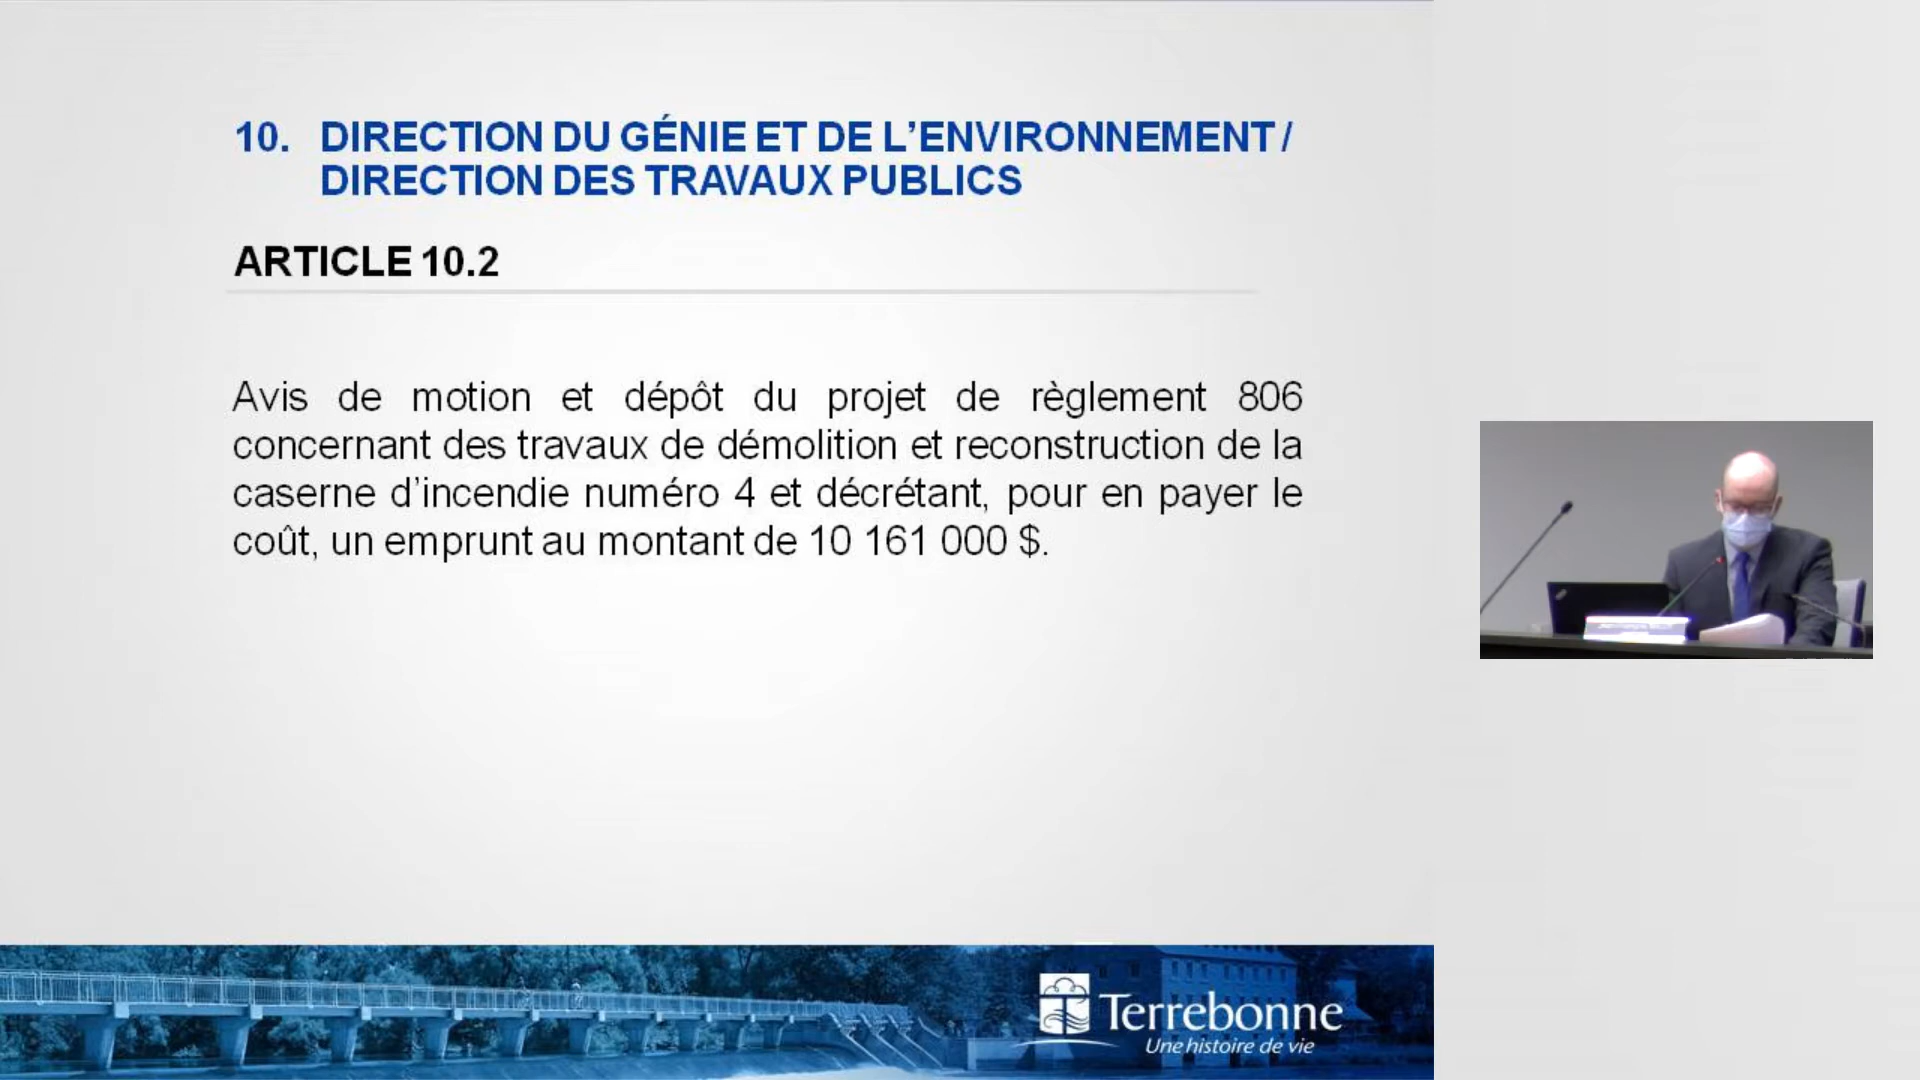 10. DIRECTION DU GÉNIE ET DE L’ENVIRONNEMENT /
DIRECTION DES TRAVAUX PUBLICS
ARTICLE 10.2
Avis de motion et dépôt du projet de règlement 806
concernant des travaux de démolition et reconstruction de la
caserne d’incendie numéro 4 et décrétant, pour en payer le
coût, un emprunt au montant de 10 161 000 $.
Terrebonne
Une histoire de vie